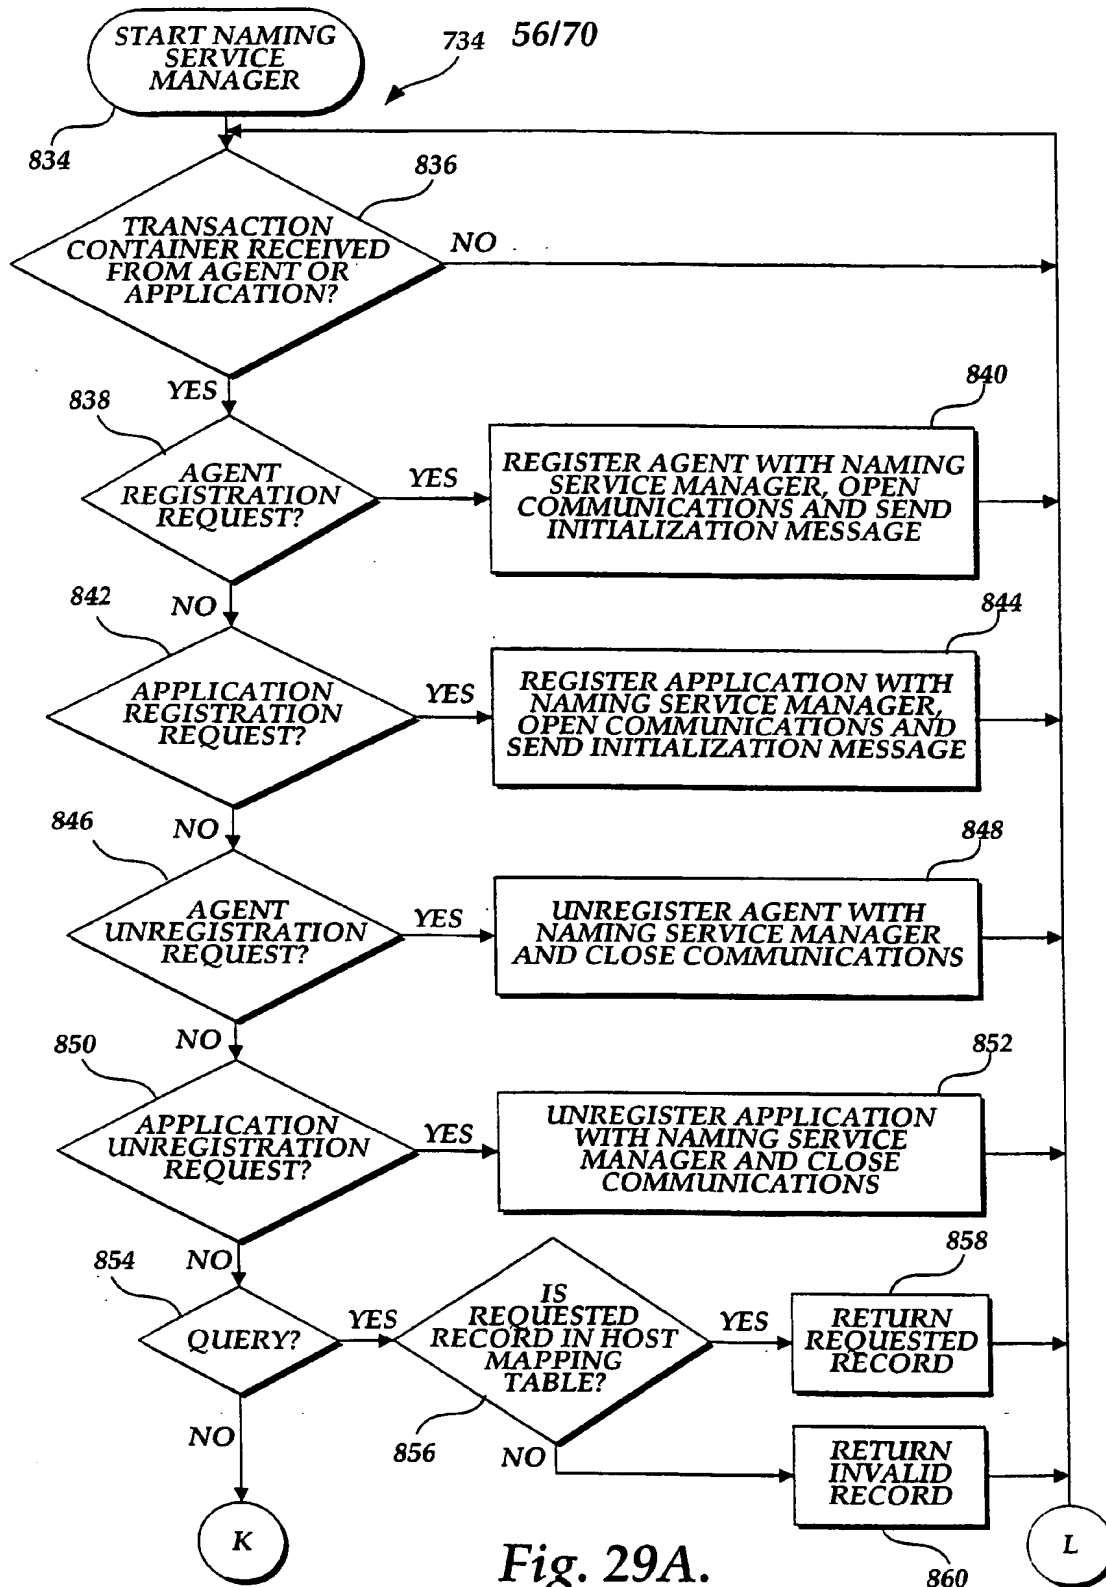 START NAMING
SERVICE
MANAGER
734 56/70
834
836
TRANSACTION
CONTAINER RECEIVED
FROM AGENT OR
APPLICATION?
NO
YES
838
840
AGENT
REGISTRATION
REQUEST?
YES
REGISTER AGENT WITH NAMING
SERVICE MANAGER, OPEN
COMMUNICATIONS AND SEND
INITIALIZATION MESSAGE
NO
842
844
APPLICATION
REGISTRATION
REQUEST?
YES
REGISTER APPLICATION WITH
NAMING SERVICE MANAGER,
OPEN COMMUNICATIONS AND
SEND INITIALIZATION MESSAGE
NO
846
848
AGENT
UNREGISTRATION
REQUEST?
YES
UNREGISTER AGENT WITH
NAMING SERVICE MANAGER
AND CLOSE COMMUNICATIONS
NO
850
852
APPLICATION
UNREGISTRATION
REQUEST?
YES
UNREGISTER APPLICATION
WITH NAMING SERVICE
MANAGER AND CLOSE
COMMUNICATIONS
NO
854
858
QUERY?
YES
IS
REQUESTED
RECORD IN HOST
MAPPING
TABLE?
YES
RETURN
REQUESTED
RECORD
NO
856
NO
RETURN
INVALID
RECORD
K
L
Fig. 29A.
860